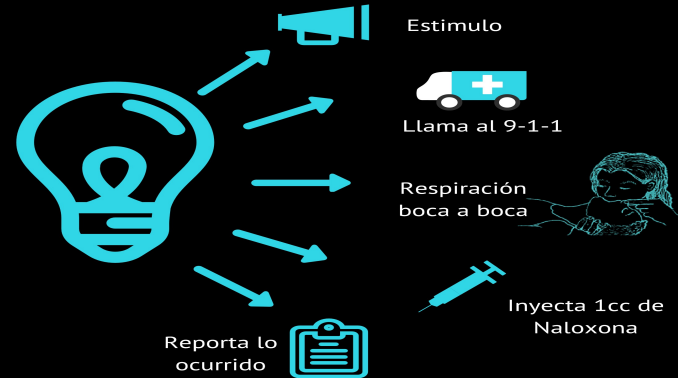 Estimulo
Llama al 9-1-1
Respiración
boca a boca
Inyecta 1cc de
Naloxona
Reporta lo
ocurrido